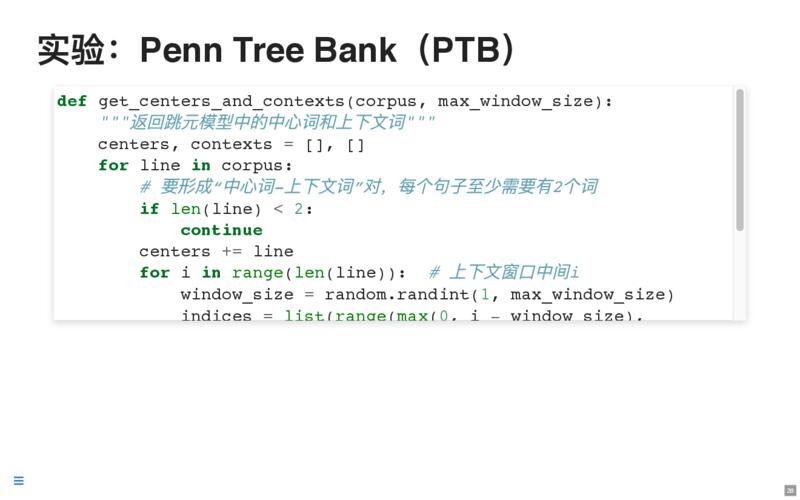 实验：Penn Tree Bank（PTB）
def get_centers_and_contexts(corpus, max_window_size):
    """返回跳元模型中的中心词和上下文词"""
    centers, contexts = [], []
    for line in corpus:
        # 要形成“中心词-上下文词”对，每个句子至少需要有2个词
        if len(line) < 2:
            continue
        centers += line
        for i in range(len(line)):  # 上下文窗口中间i
            window_size = random.randint(1, max_window_size)
            indices = list(range(max(0, i - window_size),
28